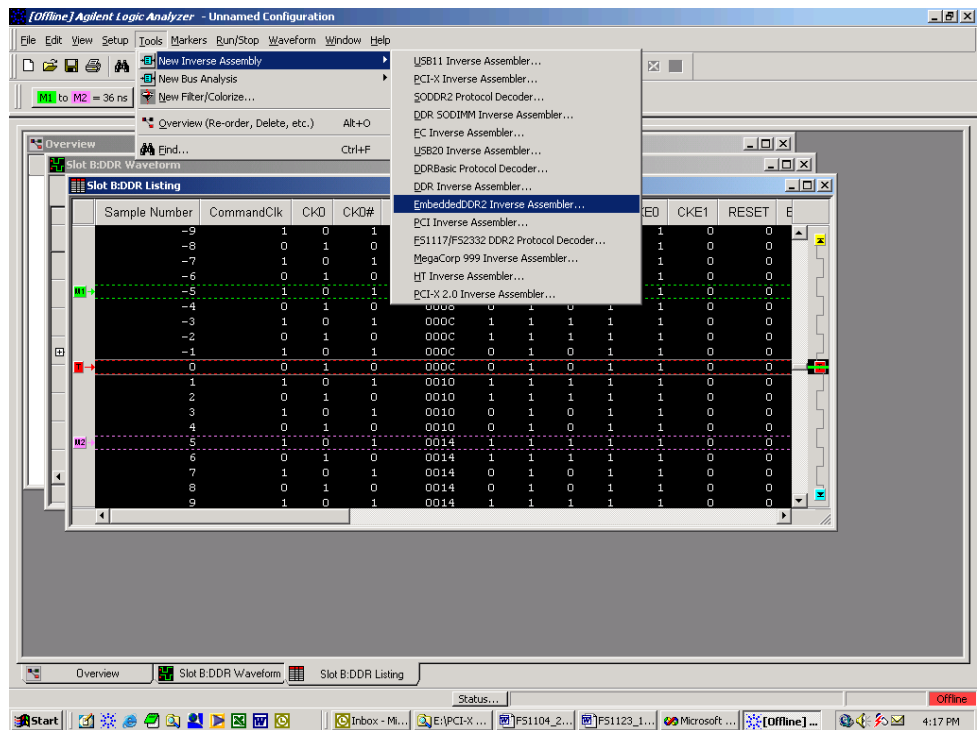 [Offline] Agilent Logic Analyzer - Unnamed Configuration
File Edit View Setup Tools Markers Run/Stop Waveform Window Help
M1 to M2 = 36 ns
New Inverse Assembly
New Bus Analysis
New Filter/Colorize...
Overview (Re-order, Delete, etc.) Alt+O
Find... Ctrl+F
USB11 Inverse Assembler...
PCI-X Inverse Assembler...
SODDR2 Protocol Decoder...
DDR SODIMM Inverse Assembler...
FC Inverse Assembler...
USB20 Inverse Assembler...
DDRBasic Protocol Decoder...
DDR Inverse Assembler...
EmbeddedDDR2 Inverse Assembler...
PCI Inverse Assembler...
FS1117/FS2332 DDR2 Protocol Decoder...
MegaCorp 999 Inverse Assembler...
HT Inverse Assembler...
PCI-X 2.0 Inverse Assembler...
Overview
Slot B:DDR Waveform
Slot B:DDR Listing
Sample Number CommandClk CK0 CK0# KE0 CKE1 RESET E
-9 1 0 1 1 0 0
-8 0 1 0 1 0 0
-7 1 0 1 1 0 0
-6 0 1 0 1 0 0
M1 -5 1 0 1 1 0 0
-4 0 1 0 0008 0 1 0 1 1 0 0
-3 1 0 1 000C 1 1 1 1 1 0 0
-2 0 1 0 000C 1 1 1 1 1 0 0
-1 1 0 1 000C 0 1 0 1 1 0 0
T 0 0 1 0 000C 0 1 0 1 1 0 0
1 1 0 1 0010 1 1 1 1 1 0 0
2 0 1 0 0010 1 1 1 1 1 0 0
3 1 0 1 0010 0 1 0 1 1 0 0
4 0 1 0 0010 0 1 0 1 1 0 0
M2 5 1 0 1 0014 1 1 1 1 1 0 0
6 0 1 0 0014 1 1 1 1 1 0 0
7 1 0 1 0014 0 1 0 1 1 0 0
8 0 1 0 0014 0 1 0 1 1 0 0
9 1 0 1 0014 1 1 1 1 1 0 0
Overview Slot B:DDR Waveform Slot B:DDR Listing
Status... Offline
Start Inbox - Mi... E:\PCI-X ... FS1104_2... FS1123_1... Microsoft ... [Offline] ... 4:17 PM